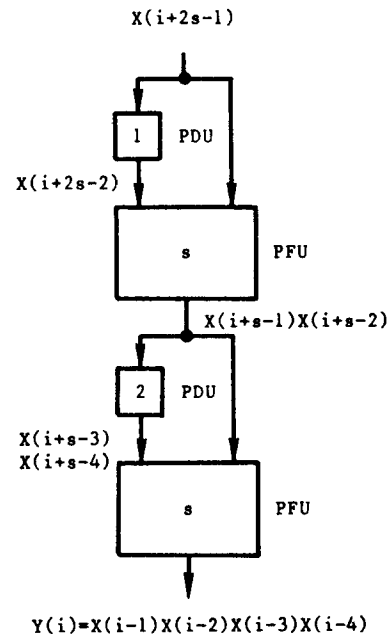 X(i+2s-1)
1 PDU
X(i+2s-2)
s PFU
X(i+s-1)X(i+s-2)
2 PDU
X(i+s-3)
X(i+s-4)
s PFU
Y(i)=X(i-1)X(i-2)X(i-3)X(i-4)